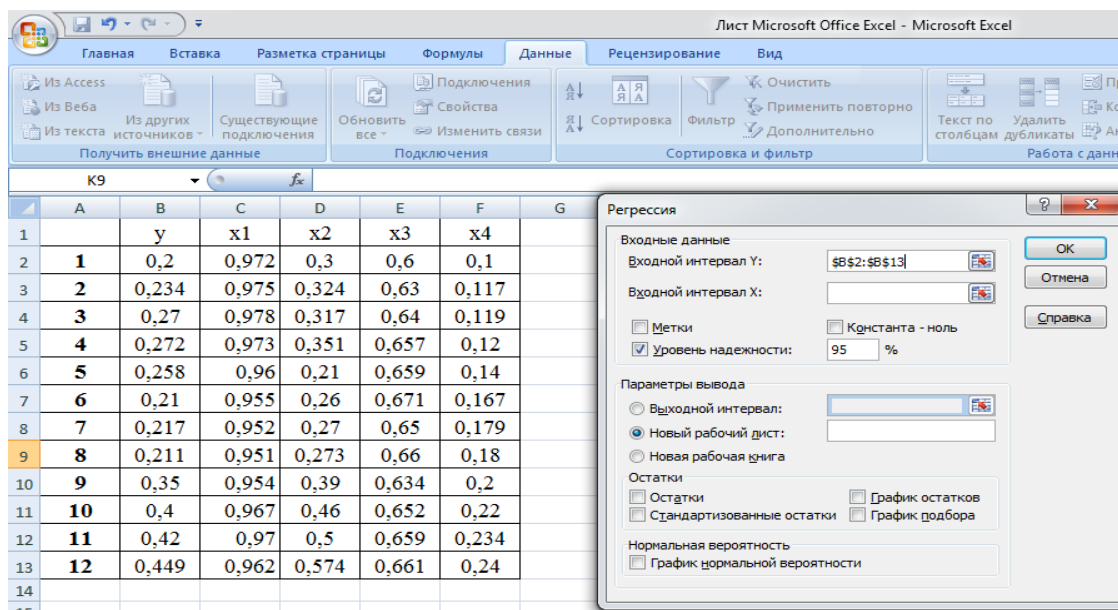 Лист Microsoft Office Excel - Microsoft Excel
Главная Вставка Разметка страницы Формулы Данные Рецензирование Вид
Из Access
Из Веба
Из текста
Из других источников
Существующие подключения
Получить внешние данные
Обновить все
Подключения
Свойства
Изменить связи
Подключения
Сортировка
Фильтр
Очистить
Применить повторно
Дополнительно
Сортировка и фильтр
Текст по столбцам
Удалить дубликаты
Работа с данн
K9 fx
A B C D E F G
1 y x1 x2 x3 x4
2 1 0,2 0,972 0,3 0,6 0,1
3 2 0,234 0,975 0,324 0,63 0,117
4 3 0,27 0,978 0,317 0,64 0,119
5 4 0,272 0,973 0,351 0,657 0,12
6 5 0,258 0,96 0,21 0,659 0,14
7 6 0,21 0,955 0,26 0,671 0,167
8 7 0,217 0,952 0,27 0,65 0,179
9 8 0,211 0,951 0,273 0,66 0,18
10 9 0,35 0,954 0,39 0,634 0,2
11 10 0,4 0,967 0,46 0,652 0,22
12 11 0,42 0,97 0,5 0,659 0,234
13 12 0,449 0,962 0,574 0,661 0,24
14
Регрессия
Входные данные
Входной интервал Y: $B$2:$B$13
Входной интервал X:
Метки Константа - ноль
Уровень надежности: 95 %
Параметры вывода
Выходной интервал:
Новый рабочий лист:
Новая рабочая книга
Остатки
Остатки График остатков
Стандартизованные остатки График подбора
Нормальная вероятность
График нормальной вероятности
ОК
Отмена
Справка